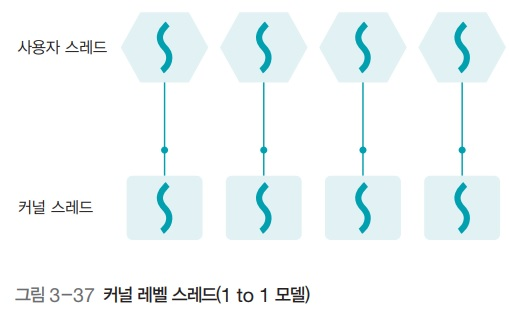 사용자 스레드
커널 스레드
그림 3-37 커널 레벨 스레드(1 to 1 모델)